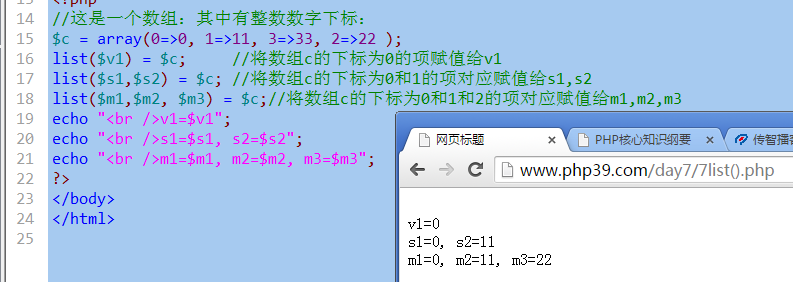 <?php
14 //这是一个数组：其中有整数数字下标：
15 $c = array(0=>0, 1=>11, 3=>33, 2=>22 );
16 list($v1) = $c; //将数组c的下标为0的项赋值给v1
17 list($s1,$s2) = $c; //将数组c的下标为0和1的项对应赋值给s1,s2
18 list($m1,$m2, $m3) = $c;//将数组c的下标为0和1和2的项对应赋值给m1,m2,m3
19 echo "<br />v1=$v1";
20 echo "<br />s1=$s1, s2=$s2";
21 echo "<br />m1=$m1, m2=$m2, m3=$m3";
22 ?>
23 </body>
24 </html>
25
网页标题 × PHP核心知识纲要 × 传智播客
www.php39.com/day7/7list().php
v1=0
s1=0, s2=11
m1=0, m2=11, m3=22